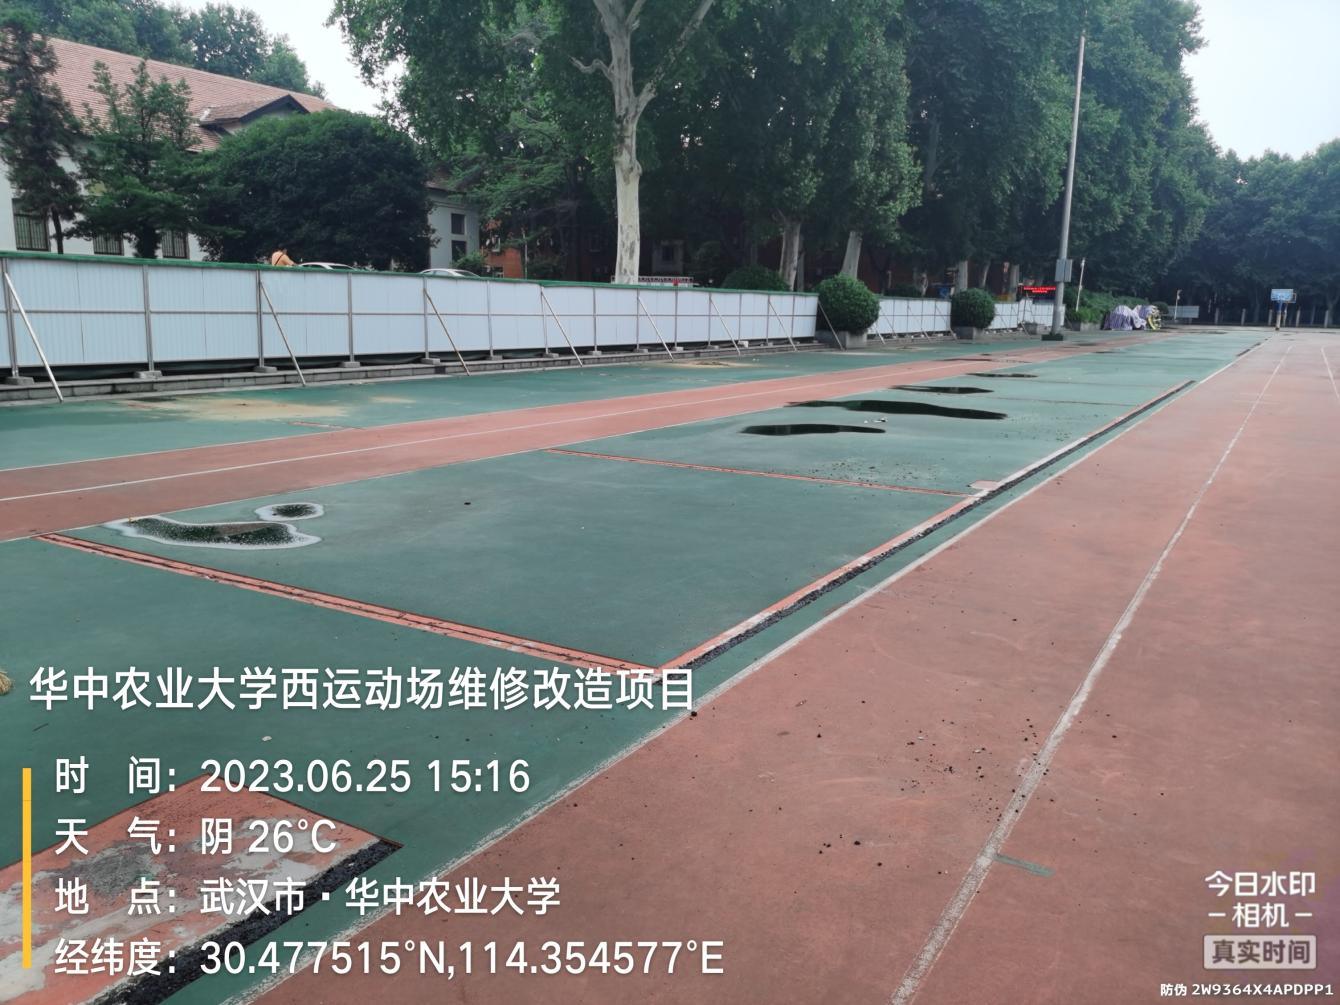 华中农业大学西运动场维修改造项目
时 间：2023.06.25 15:16
天 气：阴 26°C
地 点：武汉市·华中农业大学
经纬度：30.477515°N,114.354577°E
今日水印
-相机-
真实时间
防伪 2W9364X4APDPP1